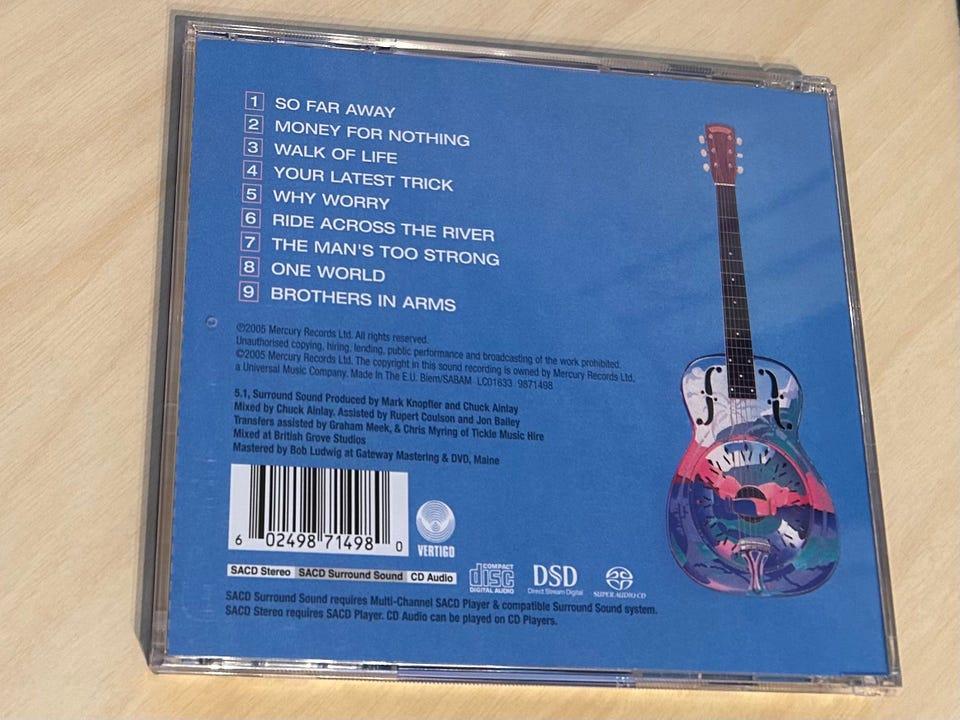 1 SO FAR AWAY
2 MONEY FOR NOTHING
3 WALK OF LIFE
4 YOUR LATEST TRICK
5 WHY WORRY
6 RIDE ACROSS THE RIVER
7 THE MAN'S TOO STRONG
8 ONE WORLD
9 BROTHERS IN ARMS
℗2005 Mercury Records Ltd. All rights reserved.
Unauthorised copying, hiring, lending, public performance and broadcasting of the work prohibited.
©2005 Mercury Records Ltd. The copyright in this sound recording is owned by Mercury Records Ltd,
a Universal Music Company. Made In The E.U. Biem/SABAM LC01633 9871498
5.1, Surround Sound Produced by Mark Knopfler and Chuck Ainlay
Mixed by Chuck Ainlay. Assisted by Rupert Coulson and Jon Bailey
Transfers assisted by Graham Meek, & Chris Myring of Tickle Music Hire
Mixed at British Grove Studios
Mastered by Bob Ludwig at Gateway Mastering & DVD, Maine
6 02498 71498 0
VERTIGO
SACD Stereo SACD Surround Sound CD Audio
COMPACT
disc
DIGITAL AUDIO
DSD
Direct Stream Digital
SUPER AUDIO CD
SACD Surround Sound requires Multi-Channel SACD Player & compatible Surround Sound system.
SACD Stereo requires SACD Player. CD Audio can be played on CD Players.